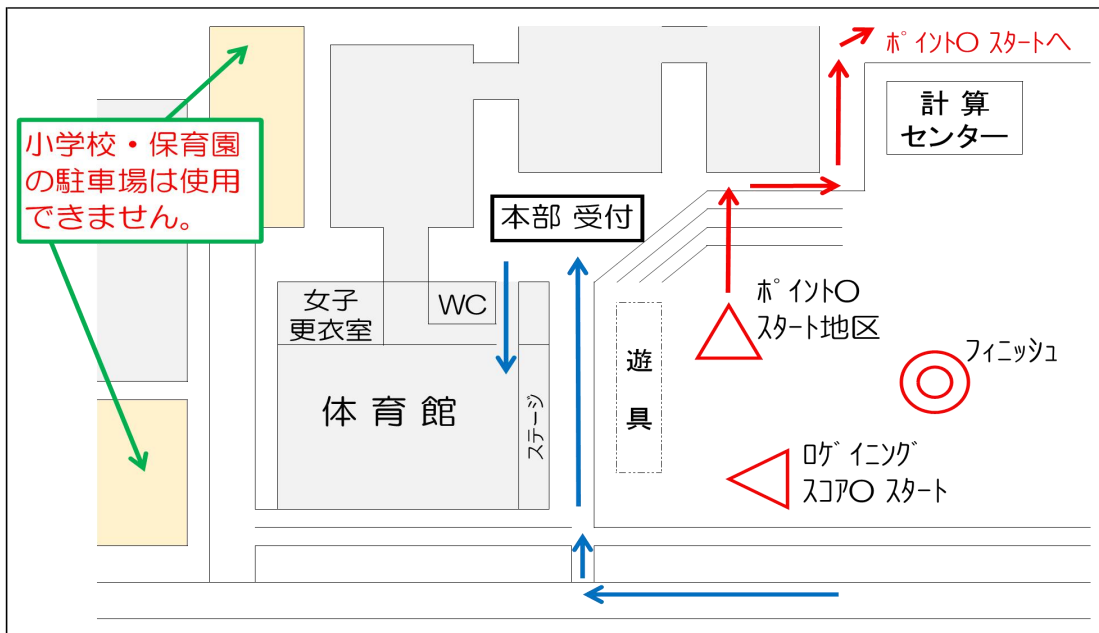 ﾎﾟｲﾝﾄO ｽﾀｰﾄへ
計 算
センター
小学校・保育園
の駐車場は使用
できません。
本部 受付
女子
更衣室
WC
ﾎﾟｲﾝﾄO
ｽﾀｰﾄ地区
遊
具
ﾌｨﾆｯｼｭ
体 育 館
ステージ
ﾛｹﾞｲﾆﾝｸﾞ
ｽｺｱO ｽﾀｰﾄ